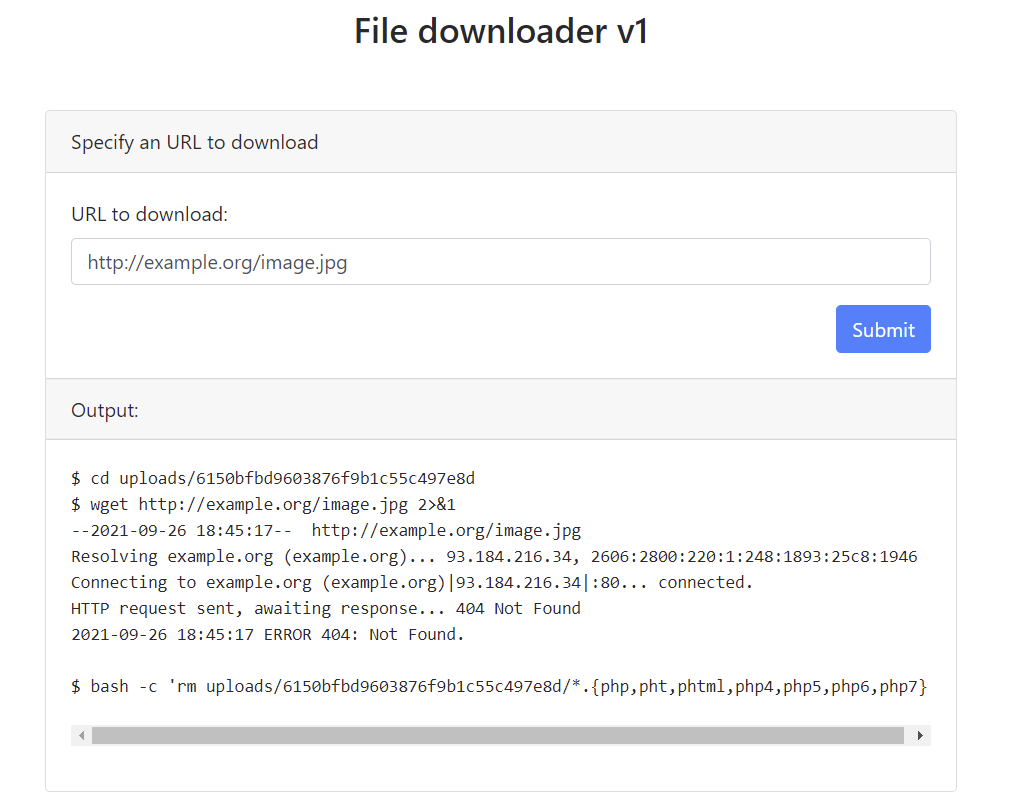 File downloader v1
Specify an URL to download
URL to download:
http://example.org/image.jpg
Submit
Output:
$ cd uploads/6150bfbd9603876f9b1c55c497e8d
$ wget http://example.org/image.jpg 2>&1
--2021-09-26 18:45:17--  http://example.org/image.jpg
Resolving example.org (example.org)... 93.184.216.34, 2606:2800:220:1:248:1893:25c8:1946
Connecting to example.org (example.org)|93.184.216.34|:80... connected.
HTTP request sent, awaiting response... 404 Not Found
2021-09-26 18:45:17 ERROR 404: Not Found.
$ bash -c 'rm uploads/6150bfbd9603876f9b1c55c497e8d/*.{php,pht,phtml,php4,php5,php6,php7}